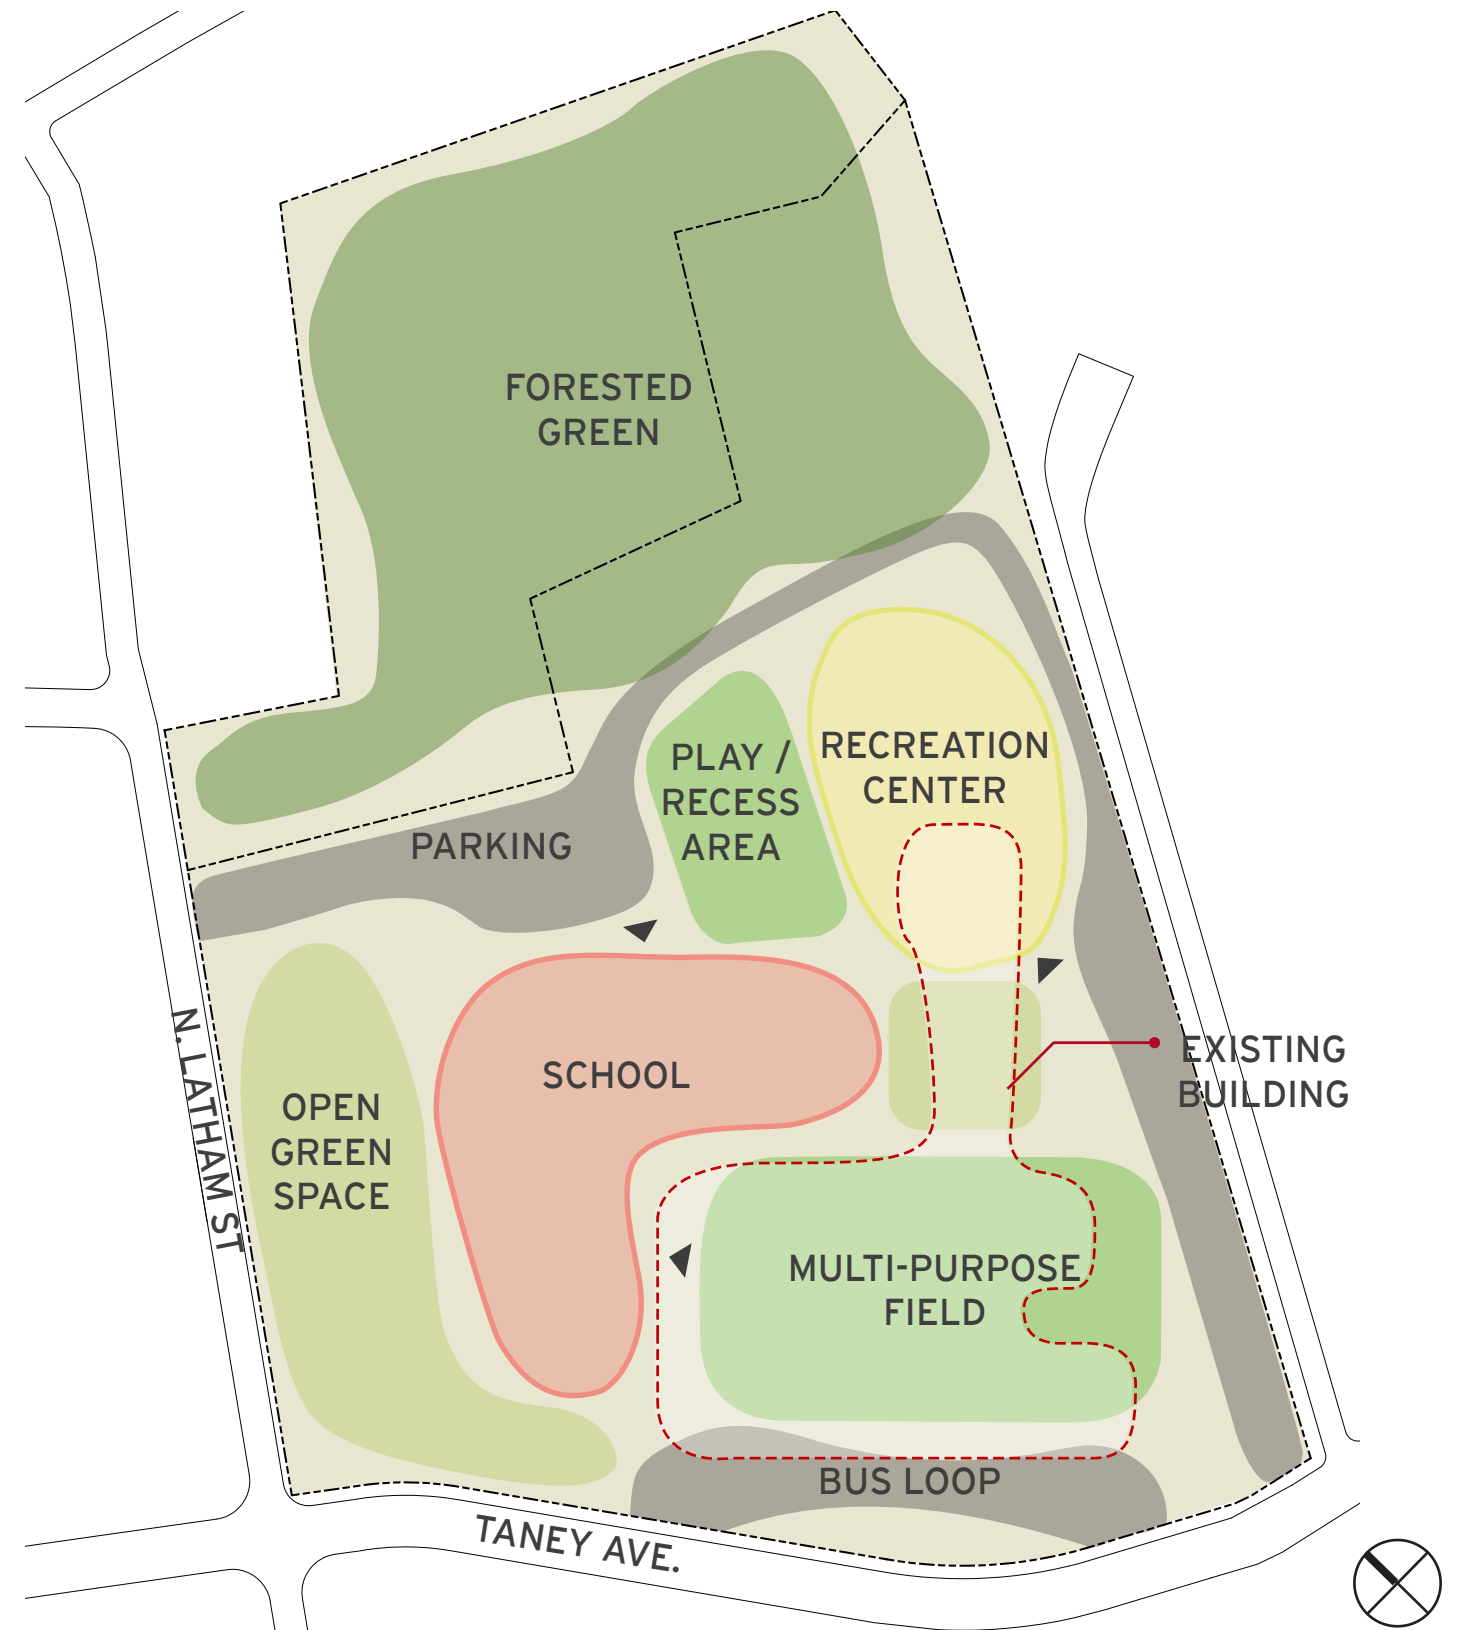 FORESTED
GREEN
PLAY /
RECESS
AREA
RECREATION
CENTER
PARKING
SCHOOL
OPEN
GREEN
SPACE
N. LATHAM ST
EXISTING
BUILDING
MULTI-PURPOSE
FIELD
BUS LOOP
TANEY AVE.